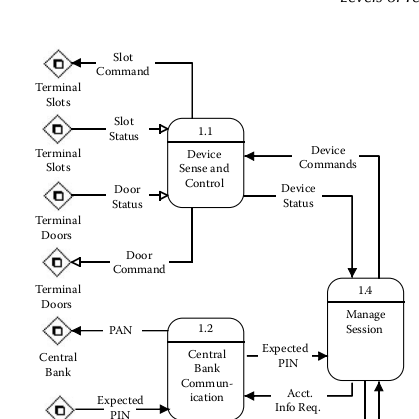 Slot
Command
Terminal
Slots
Slot
Status
Terminal
Slots
1.1
Device
Sense and
Control
Device
Commands
Door
Status
Device
Status
Terminal
Doors
Door
Command
Terminal
Doors
1.4
Manage
Session
PAN
1.2
Central
Bank
Commun-
ication
Expected
PIN
Central
Bank
Expected
PIN
Acct.
Info Req.